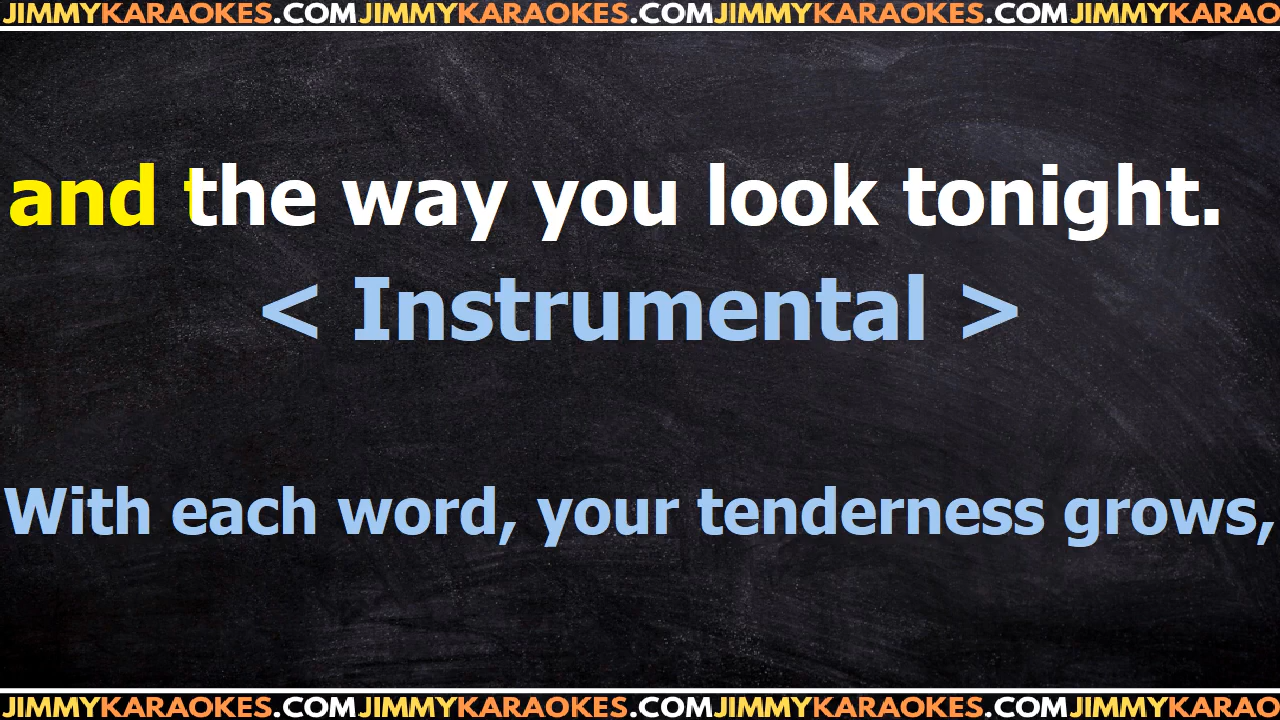 JIMMYKARAOKES.COMJIMMYKARAOKES.COMJIMMYKARAOKES.COMJIMMYKARAO
and the way you look tonight.
< Instrumental >
With each word, your tenderness grows,
JIMMYKARAOKES.COMJIMMYKARAOKES.COMJIMMYKARAOKES.COMJIMMYKARAO